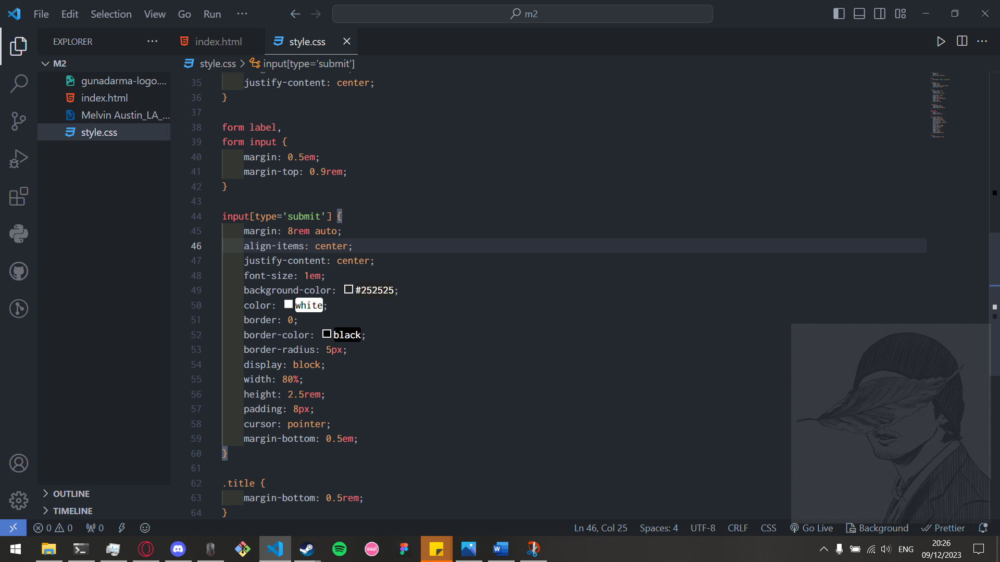 File Edit Selection View Go Run ··· m2
EXPLORER ··· index.html style.css
M2
style.css > input[type='submit']
gunadarma-logo....
index.html
Melvin Austin_LA_...
style.css
35 justify-content: center;
36 }
37
38 form label,
39 form input {
40 margin: 0.5em;
41 margin-top: 0.9rem;
42 }
43
44 input[type='submit'] {
45 margin: 8rem auto;
46 align-items: center;
47 justify-content: center;
48 font-size: 1em;
49 background-color: #252525;
50 color: white;
51 border: 0;
52 border-color: black;
53 border-radius: 5px;
54 display: block;
55 width: 80%;
56 height: 2.5rem;
57 padding: 8px;
58 cursor: pointer;
59 margin-bottom: 0.5em;
60 }
61
62 .title {
63 margin-bottom: 0.5rem;
64 }
OUTLINE
TIMELINE
0 0 0 Ln 46, Col 25 Spaces: 4 UTF-8 CRLF CSS Go Live Background Prettier
osu! ENG 20:26
09/12/2023